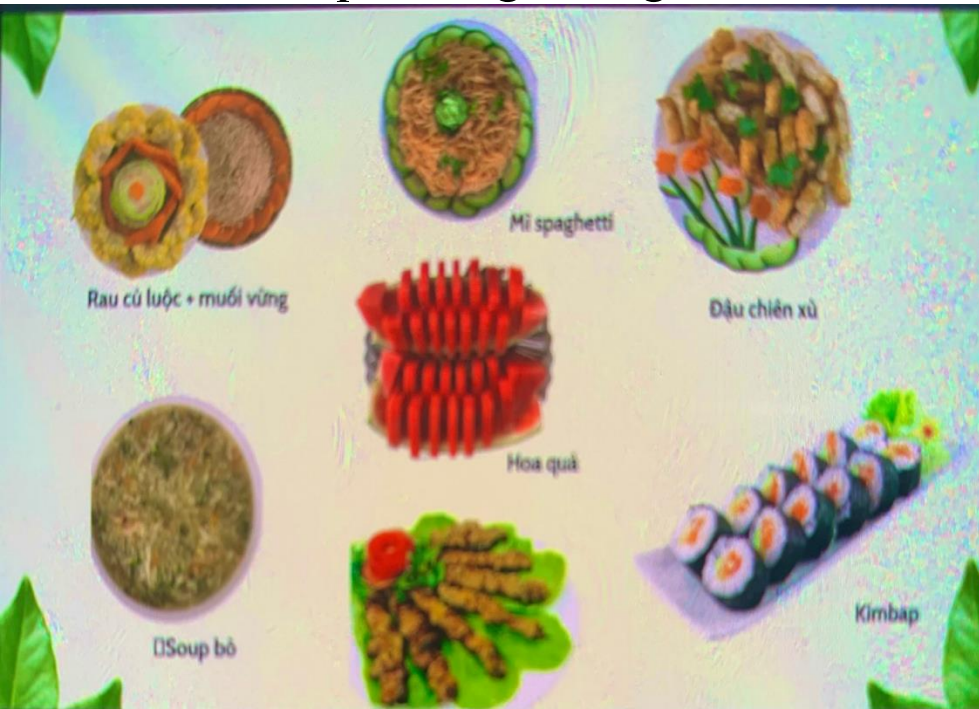 Mì spaghetti
Rau củ luộc + muối vừng
Đậu chiên xù
Hoa quả
Kimbap
▯Soup bò